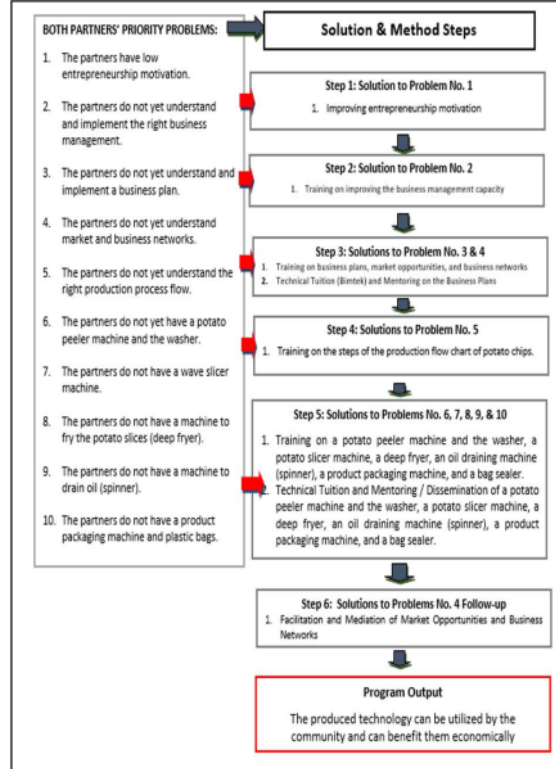 BOTH PARTNERS' PRIORITY PROBLEMS:
1. The partners have low
entrepreneurship motivation.
2. The partners do not yet understand
and implement the right business
management.
3. The partners do not yet understand and
implement a business plan.
4. The partners do not yet understand
market and business networks.
5. The partners do not yet understand the
right production process flow.
6. The partners do not yet have a potato
peeler machine and the washer.
7. The partners do not have a wave slicer
machine.
8. The partners do not have a machine to
fry the potato slices (deep fryer).
9. The partners do not have a machine to
drain oil (spinner).
10. The partners do not have a product
packaging machine and plastic bags.
Solution & Method Steps
Step 1: Solution to Problem No. 1
1. Improving entrepreneurship motivation
Step 2: Solution to Problem No. 2
1. Training on improving the business management capacity
Step 3: Solutions to Problem No. 3 & 4
1. Training on business plans, market opportunities, and business networks
2. Technical Tuition (Bimtek) and Mentoring on the Business Plans
Step 4: Solutions to Problem No. 5
1. Training on the steps of the production flow chart of potato chips.
Step 5: Solutions to Problems No. 6, 7, 8, 9, & 10
1. Training on a potato peeler machine and the washer,
a potato slicer machine, a deep fryer, an oil draining machine
(spinner), a product packaging machine, and a bag sealer.
2. Technical Tuition and Mentoring / Dissemination of a potato
peeler machine and the washer, a potato slicer machine, a
deep fryer, an oil draining machine (spinner), a product
packaging machine, and a bag sealer.
Step 6: Solutions to Problems No. 4 Follow-up
1. Facilitation and Mediation of Market Opportunities and Business
Networks
Program Output
The produced technology can be utilized by the
community and can benefit them economically